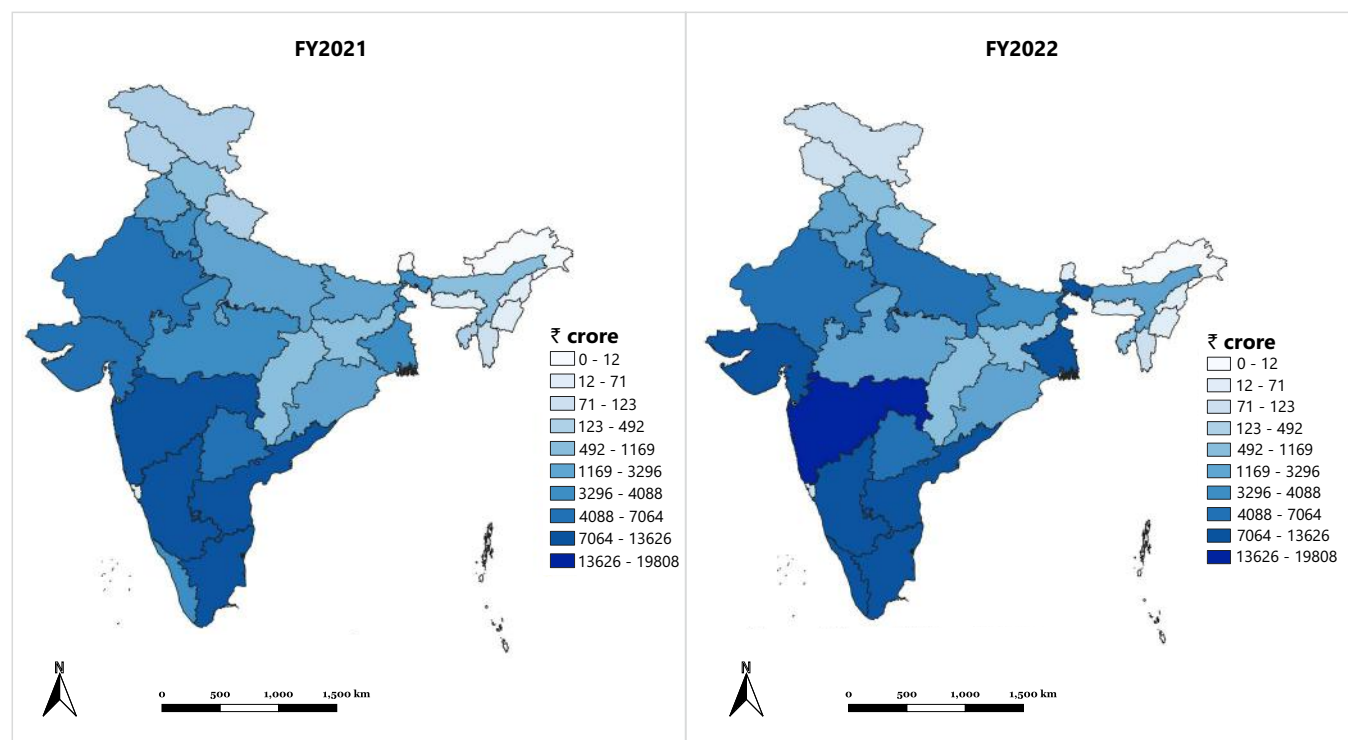 FY2021
₹ crore
0 - 12
12 - 71
71 - 123
123 - 492
492 - 1169
1169 - 3296
3296 - 4088
4088 - 7064
7064 - 13626
13626 - 19808
N
0 500 1,000 1,500 km
FY2022
₹ crore
0 - 12
12 - 71
71 - 123
123 - 492
492 - 1169
1169 - 3296
3296 - 4088
4088 - 7064
7064 - 13626
13626 - 19808
N
0 500 1,000 1,500 km